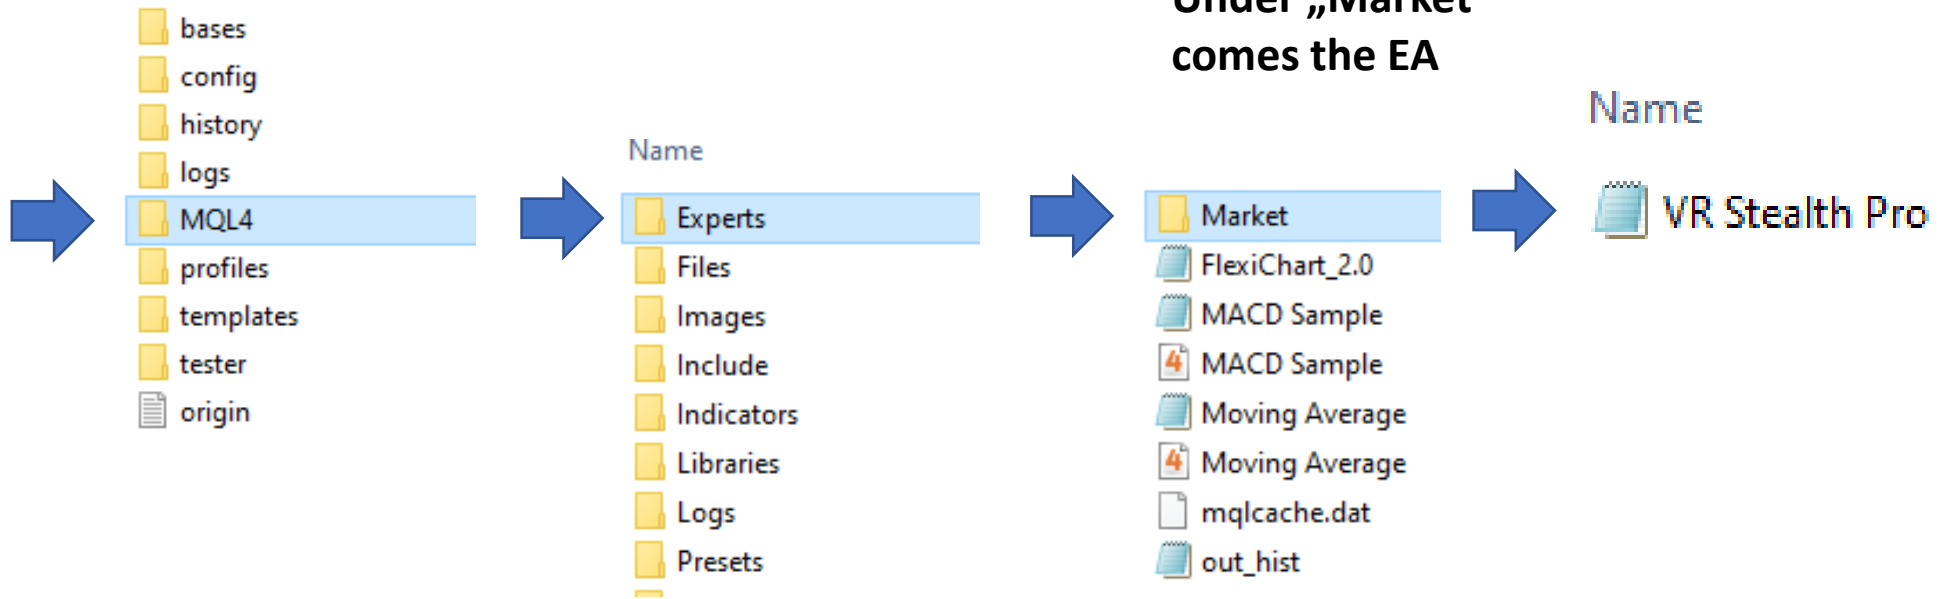 bases
config
history
logs
MQL4
profiles
templates
tester
origin
Name
Experts
Files
Images
Include
Indicators
Libraries
Logs
Presets
Under „Market
comes the EA
Market
FlexiChart_2.0
MACD Sample
MACD Sample
Moving Average
Moving Average
mqlcache.dat
out_hist
Name
VR Stealth Pro